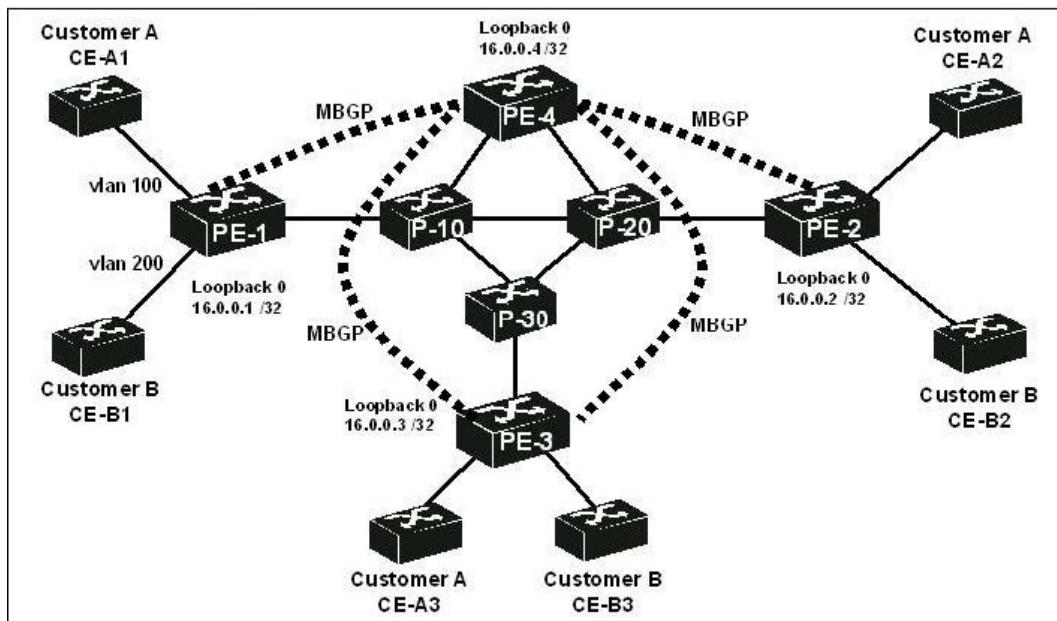 Customer A
CE-A1
Loopback 0
16.0.0.4 /32
Customer A
CE-A2
MBGP
PE-4
MBGP
vlan 100
PE-1
P-10
P-20
PE-2
vlan 200
Loopback 0
16.0.0.1 /32
Loopback 0
16.0.0.2 /32
P-30
MBGP
MBGP
Customer B
CE-B1
Loopback 0
16.0.0.3 /32
PE-3
Customer B
CE-B2
Customer A
CE-A3
Customer B
CE-B3